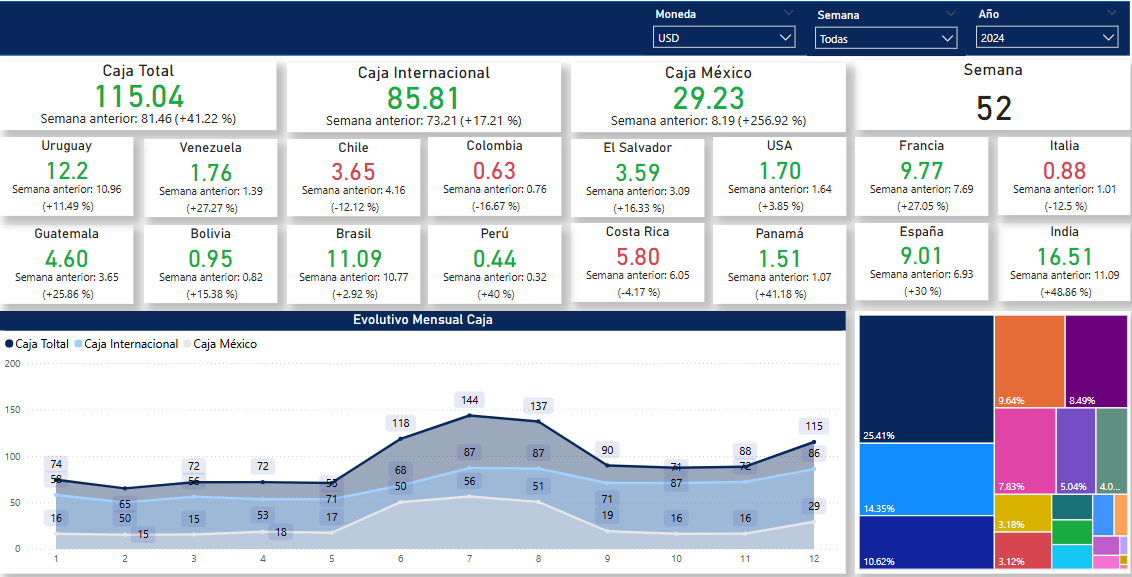 Moneda
Semana
Año
USD
Todas
2024
Caja Total
115.04
Semana anterior: 81.46 (+41.22 %)
Caja Internacional
85.81
Semana anterior: 73.21 (+17.21 %)
Caja México
29.23
Semana anterior: 8.19 (+256.92 %)
Semana
52
Uruguay
12.2
Semana anterior: 10.96
(+11.49 %)
Venezuela
1.76
Semana anterior: 1.39
(+27.27 %)
Chile
3.65
Semana anterior: 4.16
(-12.12 %)
Colombia
0.63
Semana anterior: 0.76
(-16.67 %)
El Salvador
3.59
Semana anterior: 3.09
(+16.33 %)
USA
1.70
Semana anterior: 1.64
(+3.85 %)
Francia
9.77
Semana anterior: 7.69
(+27.05 %)
Italia
0.88
Semana anterior: 1.01
(-12.5 %)
Guatemala
4.60
Semana anterior: 3.65
(+25.86 %)
Bolivia
0.95
Semana anterior: 0.82
(+15.38 %)
Brasil
11.09
Semana anterior: 10.77
(+2.92 %)
Perú
0.44
Semana anterior: 0.32
(+40 %)
Costa Rica
5.80
Semana anterior: 6.05
(-4.17 %)
Panamá
1.51
Semana anterior: 1.07
(+41.18 %)
España
9.01
Semana anterior: 6.93
(+30 %)
India
16.51
Semana anterior: 11.09
(+48.86 %)
Evolutivo Mensual Caja
Caja Toltal Caja Internacional Caja México
200
150
100
50
0
74
58
16
65
50
15
72
56
15
72
53
18
55
71
17
118
68
50
144
87
56
137
87
51
90
71
19
71
87
16
88
72
16
115
86
29
1 2 3 4 5 6 7 8 9 10 11 12
25.41%
14.35%
10.62%
9.64%
8.49%
7.83%
5.04%
4.0...
3.18%
3.12%